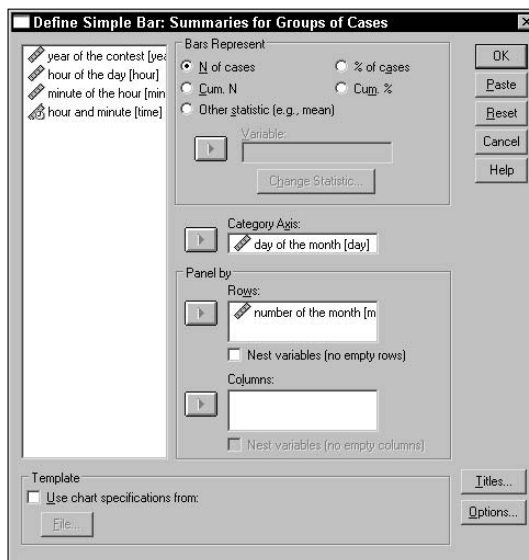 Define Simple Bar: Summaries for Groups of Cases
year of the contest [yea
hour of the day [hour]
minute of the hour [min
hour and minute [time]
Bars Represent
N of cases
% of cases
Cum. N
Cum. %
Other statistic (e.g., mean)
Variable:
Change Statistic...
Category Axis:
day of the month [day]
Panel by
Rows:
number of the month [m
Nest variables (no empty rows)
Columns:
Nest variables (no empty columns)
OK
Paste
Reset
Cancel
Help
Template
Use chart specifications from:
File...
Titles...
Options...